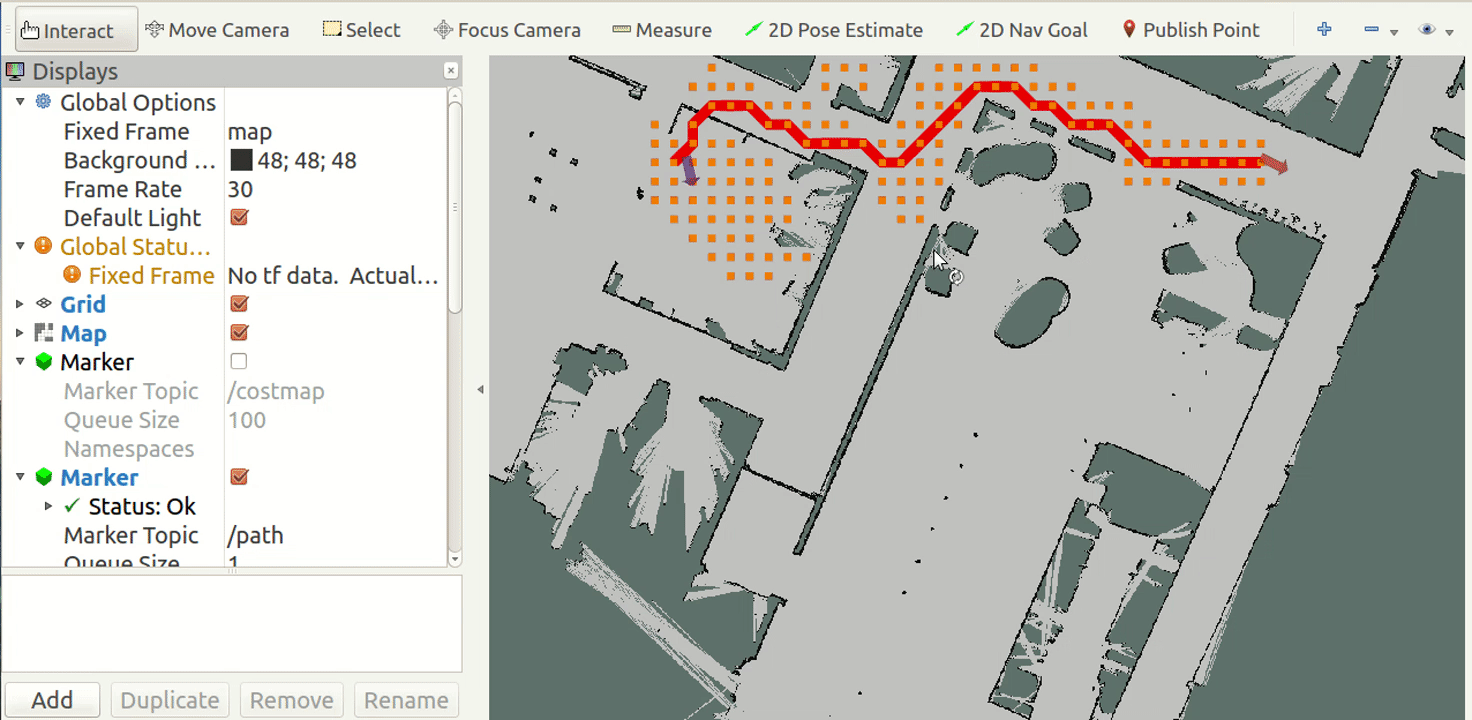 Interact Move Camera Select Focus Camera Measure 2D Pose Estimate 2D Nav Goal Publish Point
Displays
Global Options
Fixed Frame map
Background ... 48; 48; 48
Frame Rate 30
Default Light
Global Statu...
Fixed Frame No tf data. Actual...
Grid
Map
Marker
Marker Topic /costmap
Queue Size 100
Namespaces
Marker
Status: Ok
Marker Topic /path
Queue Size 1
Add Duplicate Remove Rename